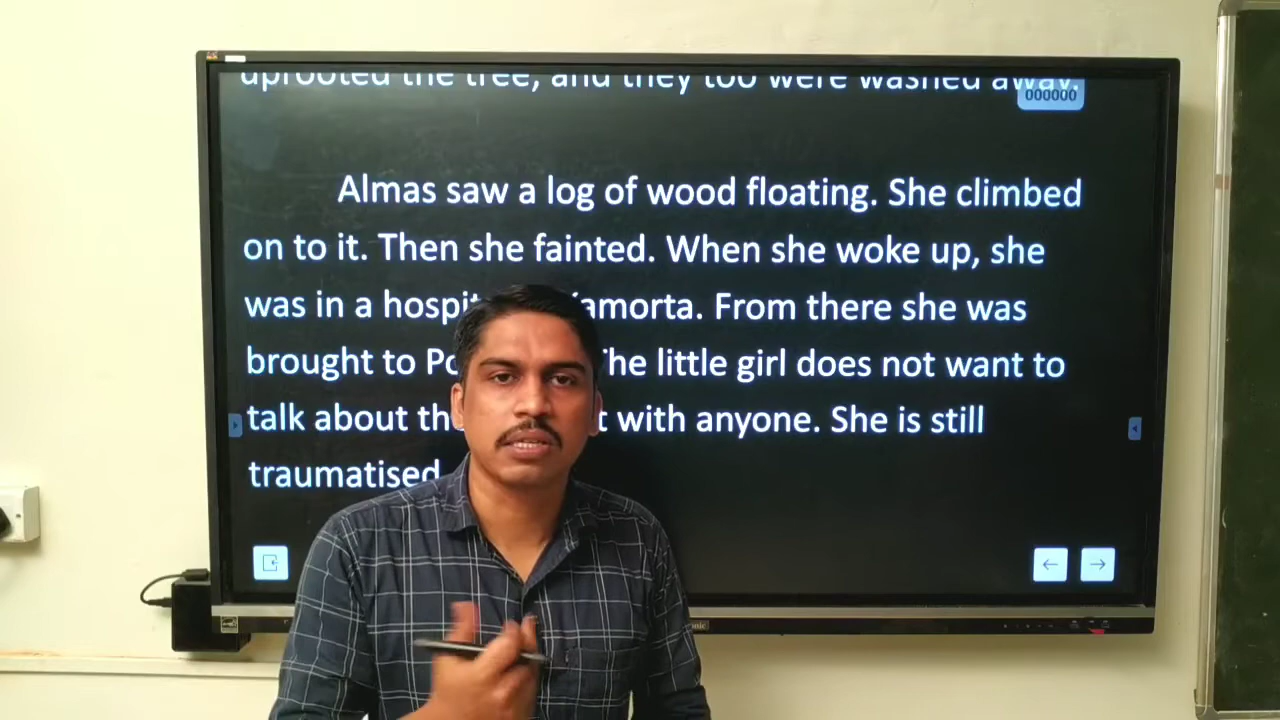 uprooted the tree, and they too were washed away.
000000
Almas saw a log of wood floating. She climbed
on to it. Then she fainted. When she woke up, she
was in a hospit amorta. From there she was
brought to Po The little girl does not want to
talk about th t with anyone. She is still
traumatised